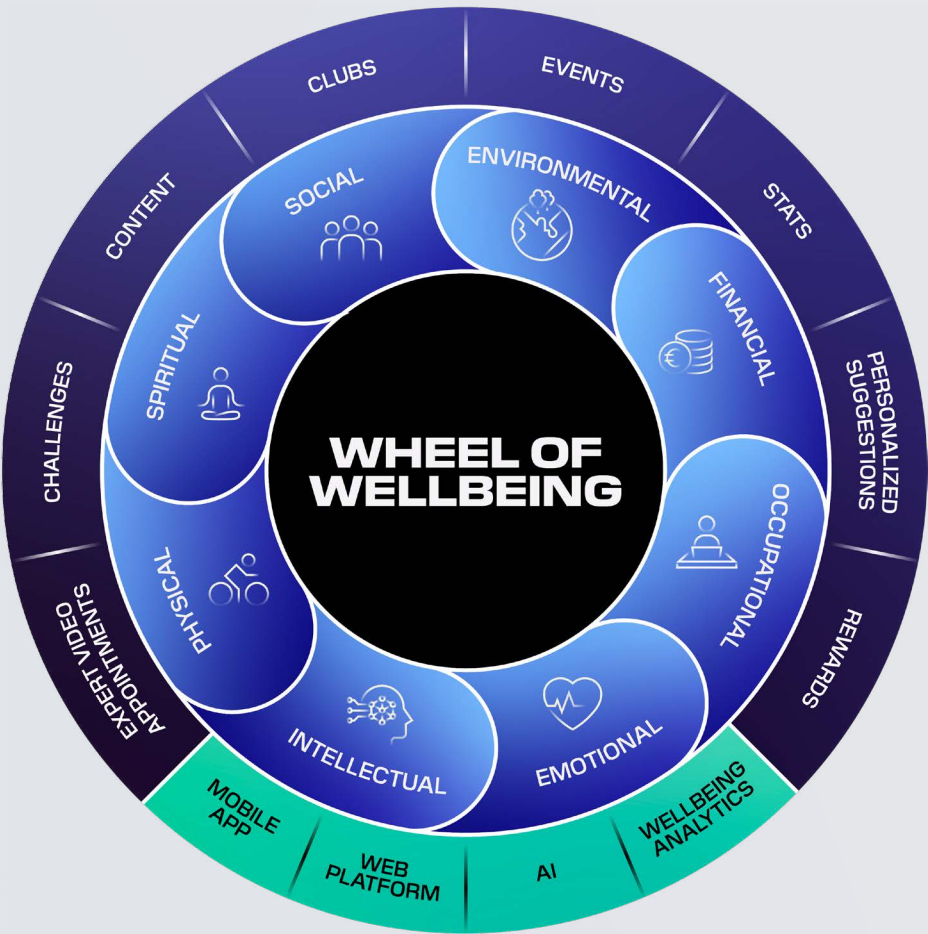 WHEEL OF
WELLBEING
ENVIRONMENTAL
FINANCIAL
€
OCCUPATIONAL
EMOTIONAL
INTELLECTUAL
PHYSICAL
SPIRITUAL
SOCIAL
EVENTS
STATS
PERSONALIZED
SUGGESTIONS
REWARDS
WELLBEING
ANALYTICS
AI
WEB
PLATFORM
MOBILE
APP
EXPERT VIDEO
APPOINTMENTS
CHALLENGES
CONTENT
CLUBS